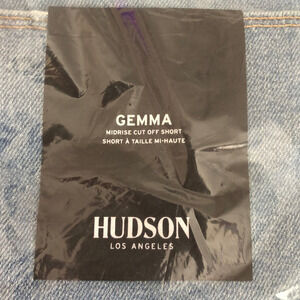 GEMMA
MIDRISE CUT OFF SHORT
SHORT À TAILLE MI-HAUTE
HUDSON
LOS ANGELES